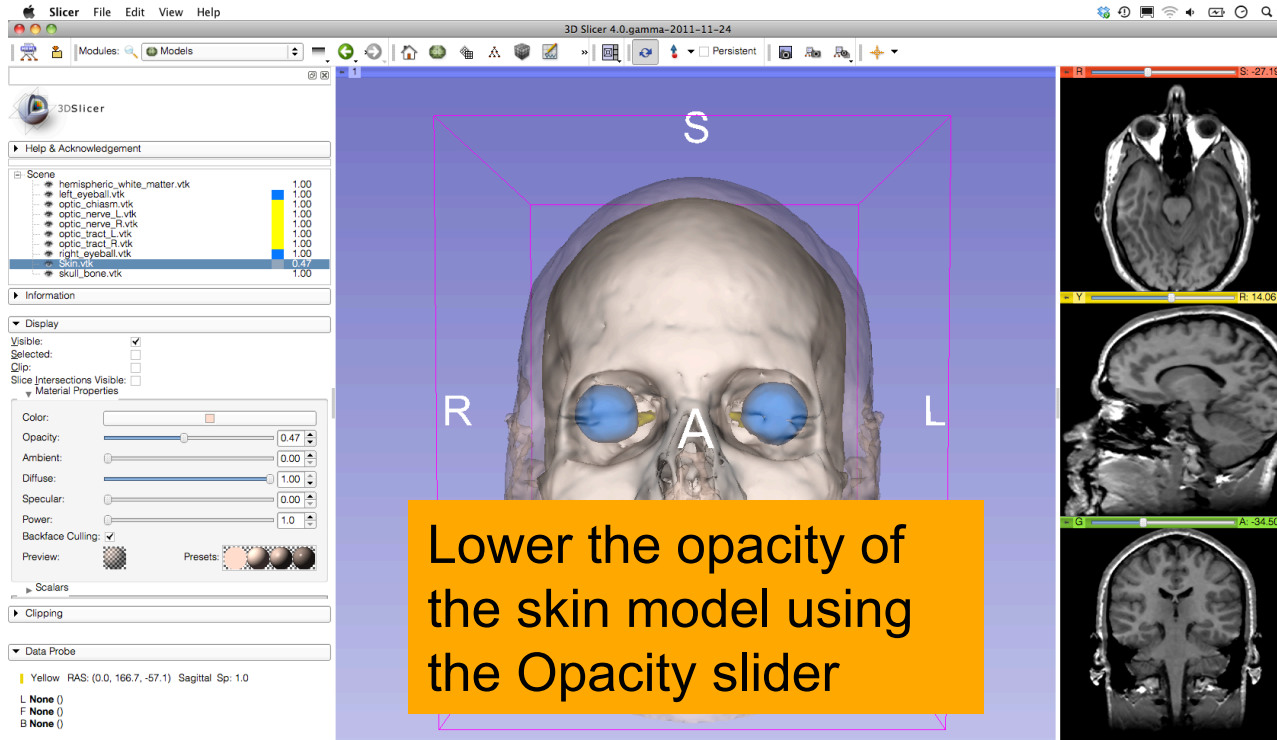 Slicer File Edit View Help
3D Slicer 4.0.gamma-2011-11-24
Modules: Models
Persistent
1
R S: -27.19
3DSlicer
Help & Acknowledgement
Scene
hemispheric_white_matter.vtk 1.00
left_eyeball.vtk 1.00
optic_chiasm.vtk 1.00
optic_nerve_L.vtk 1.00
optic_nerve_R.vtk 1.00
optic_tract_L.vtk 1.00
optic_tract_R.vtk 1.00
right_eyeball.vtk 1.00
Skin.vtk 0.47
skull_bone.vtk 1.00
Information
Display
Visible:
Selected:
Clip:
Slice Intersections Visible:
Material Properties
Color:
Opacity: 0.47
Ambient: 0.00
Diffuse: 1.00
Specular: 0.00
Power: 1.0
Backface Culling:
Preview: Presets:
Scalars
Clipping
Data Probe
Yellow RAS: (0.0, 166.7, -57.1) Sagittal Sp: 1.0
L None ()
F None ()
B None ()
S
R
A
L
Lower the opacity of
the skin model using
the Opacity slider
Y R: 14.06
G A: -34.50